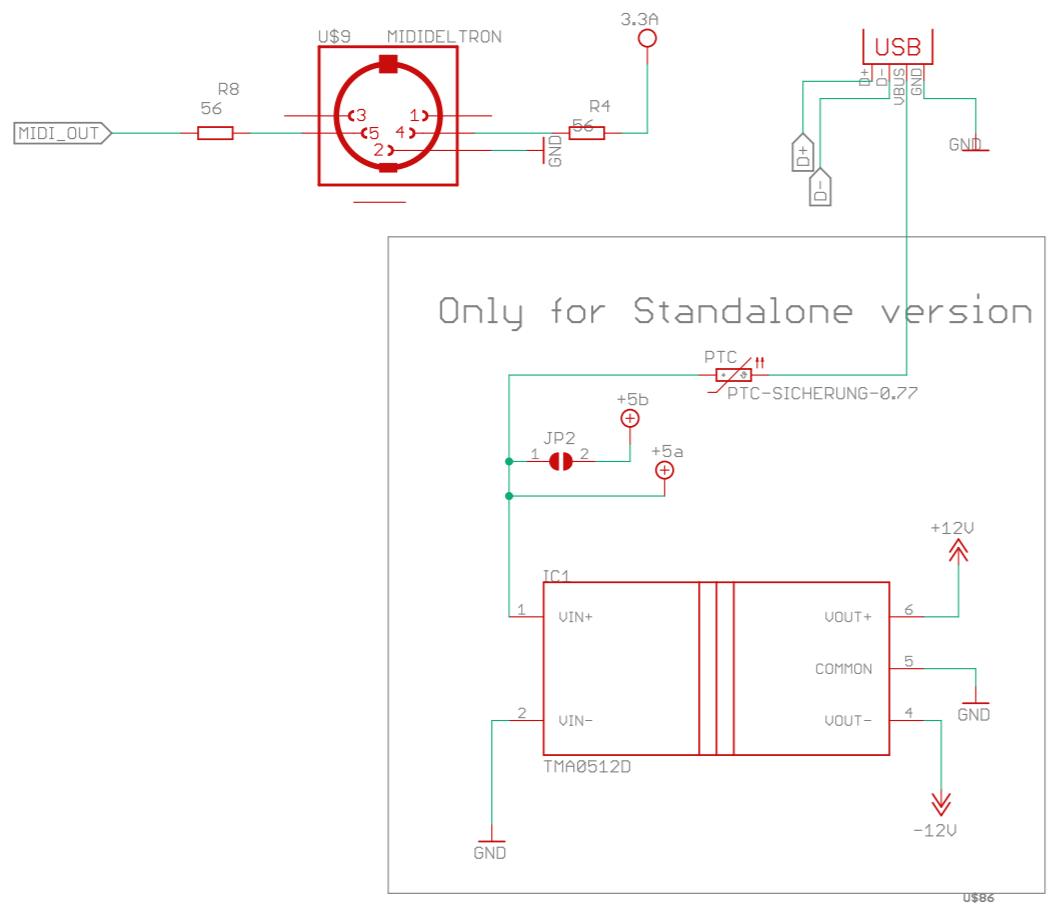 3.3A
U$9 MIDIDELTRON
USB
D+ D- VBUS GND
R8
56
R4
56
3
1
MIDI_OUT
5
4
2
GND
GND
D+
D-
Only for Standalone version
PTC
PTC-SICHERUNG-0.77
+5b
JP2
1 2
+5a
+12V
IC1
1 VIN+ VOUT+ 6
COMMON 5
2 VIN- VOUT- 4
GND
TMA0512D
-12V
GND
U$86